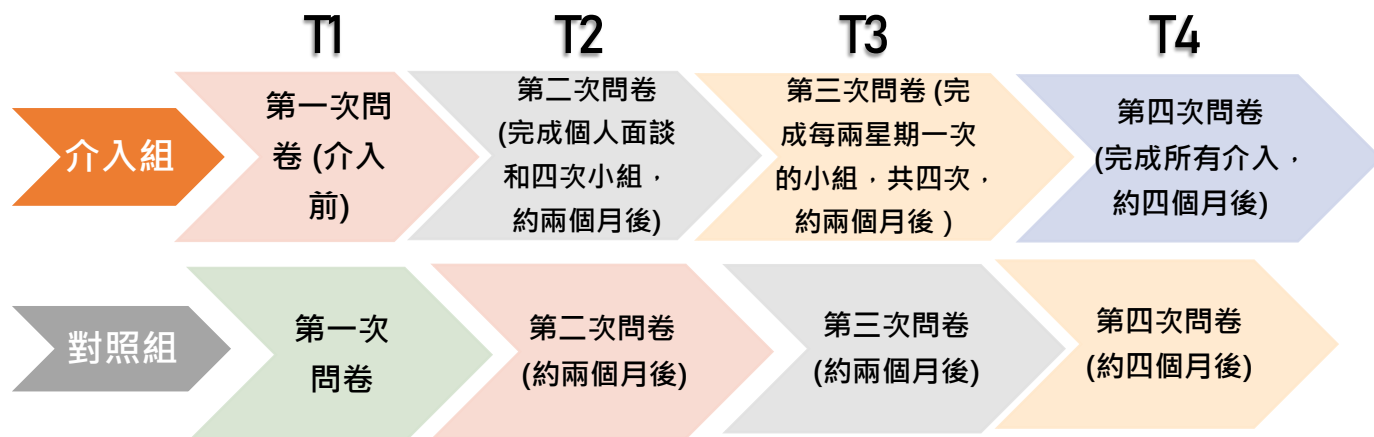 T1 T2 T3 T4
介入組
第一次問
卷 (介入
前)
第二次問卷
(完成個人面談
和四次小組，
約兩個月後)
第三次問卷 (完
成每兩星期一次
的小組，共四次，
約兩個月後 )
第四次問卷
(完成所有介入，
約四個月後)
對照組
第一次
問卷
第二次問卷
(約兩個月後)
第三次問卷
(約兩個月後)
第四次問卷
(約四個月後)